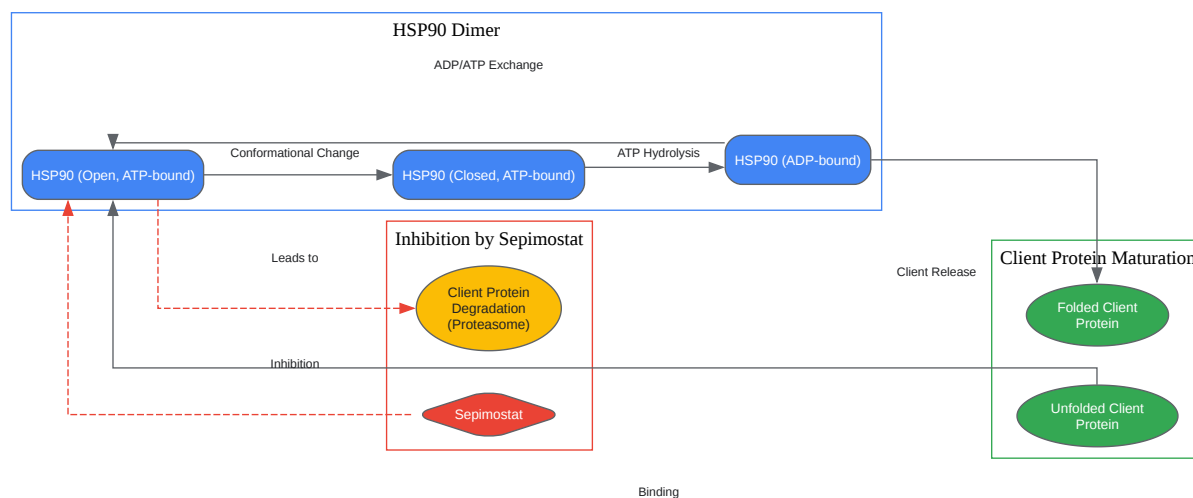 HSP90 Dimer
ADP/ATP Exchange
Conformational Change
ATP Hydrolysis
HSP90 (Open, ATP-bound)
HSP90 (Closed, ATP-bound)
HSP90 (ADP-bound)
Inhibition by Sepimostat
Leads to
Client Protein
Degradation
(Proteasome)
Inhibition
Sepimostat
Client Release
Client Protein Maturation
Folded Client
Protein
Unfolded Client
Protein
Binding